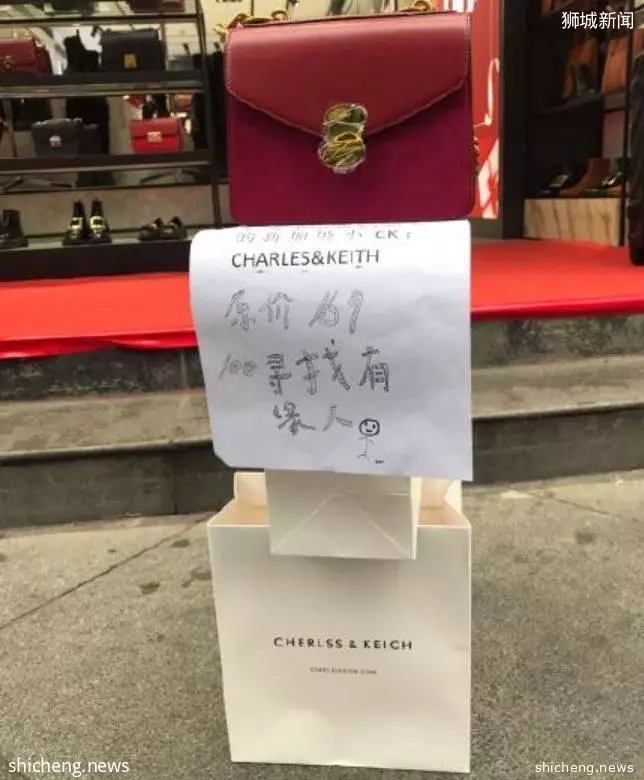 狮城新闻
CK:
CHARLES&KEITH
原价169
100寻找有
缘人
CHERLSS & KEICH
shicheng.news
shicheng.news